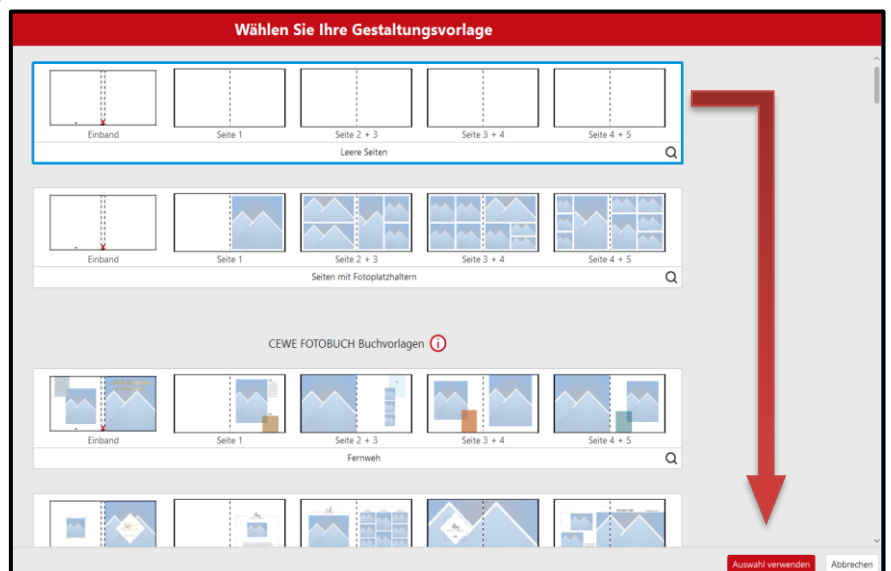 Wählen Sie Ihre Gestaltungsvorlage
Einband Seite 1 Seite 2 + 3 Seite 3 + 4 Seite 4 + 5
Leere Seiten
Einband Seite 1 Seite 2 + 3 Seite 3 + 4 Seite 4 + 5
Seiten mit Fotoplatzhaltern
CEWE FOTOBUCH Buchvorlagen
Einband Seite 1 Seite 2 + 3 Seite 3 + 4 Seite 4 + 5
Fernweh
Auswahl verwenden Abbrechen